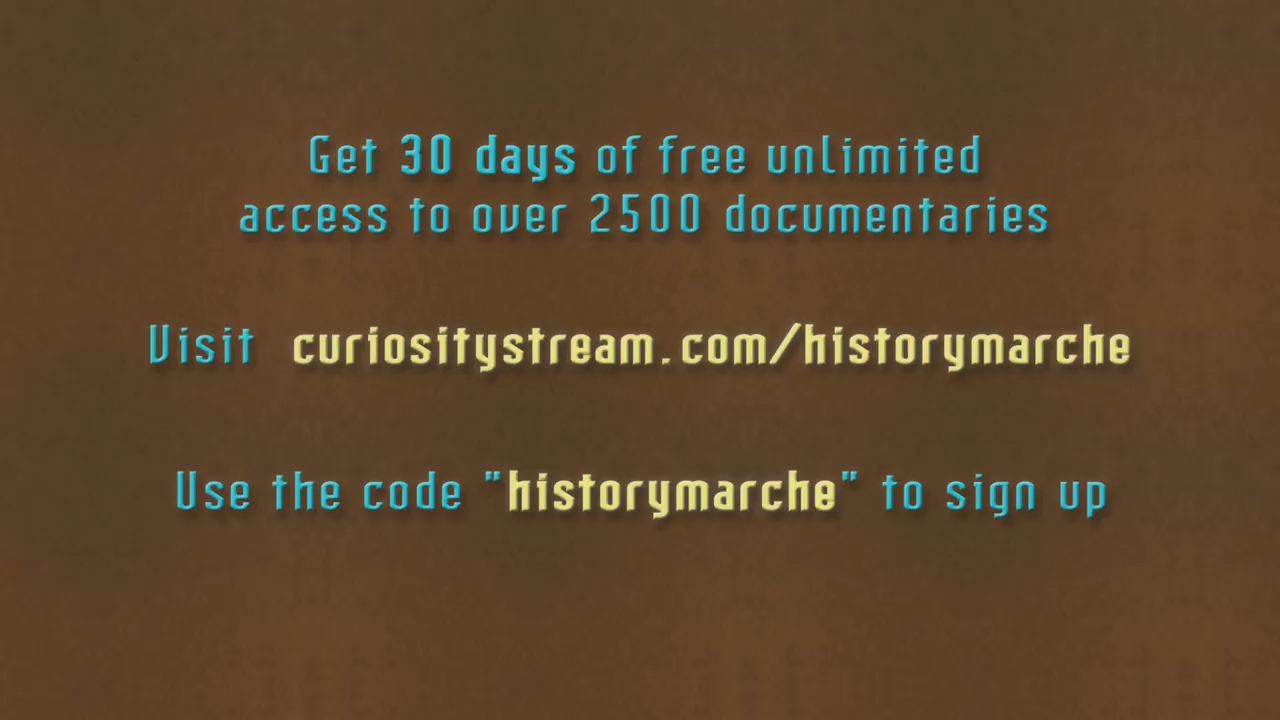 Get 30 days of free unlimited
access to over 2500 documentaries
Visit curiositystream.com/historymarche
Use the code "historymarche" to sign up